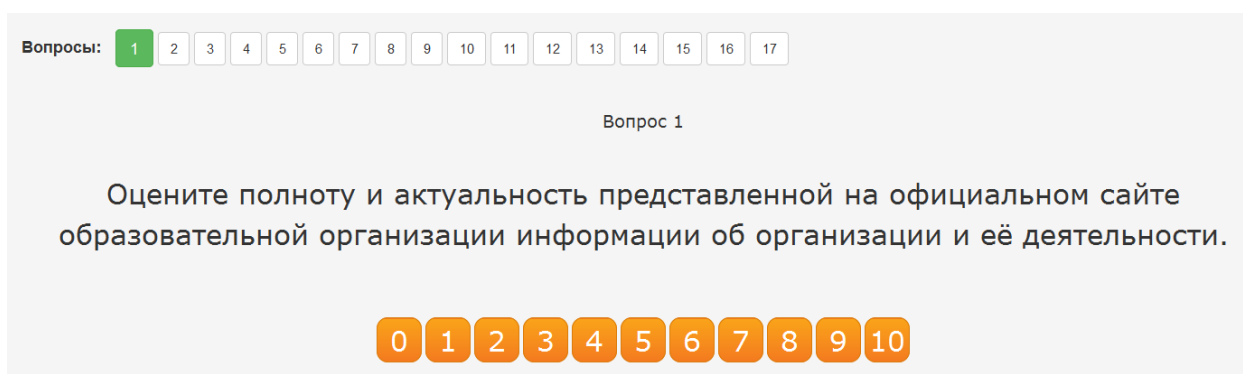 Вопросы: 1 2 3 4 5 6 7 8 9 10 11 12 13 14 15 16 17
Вопрос 1
Оцените полноту и актуальность представленной на официальном сайте
образовательной организации информации об организации и её деятельности.
0 1 2 3 4 5 6 7 8 9 10